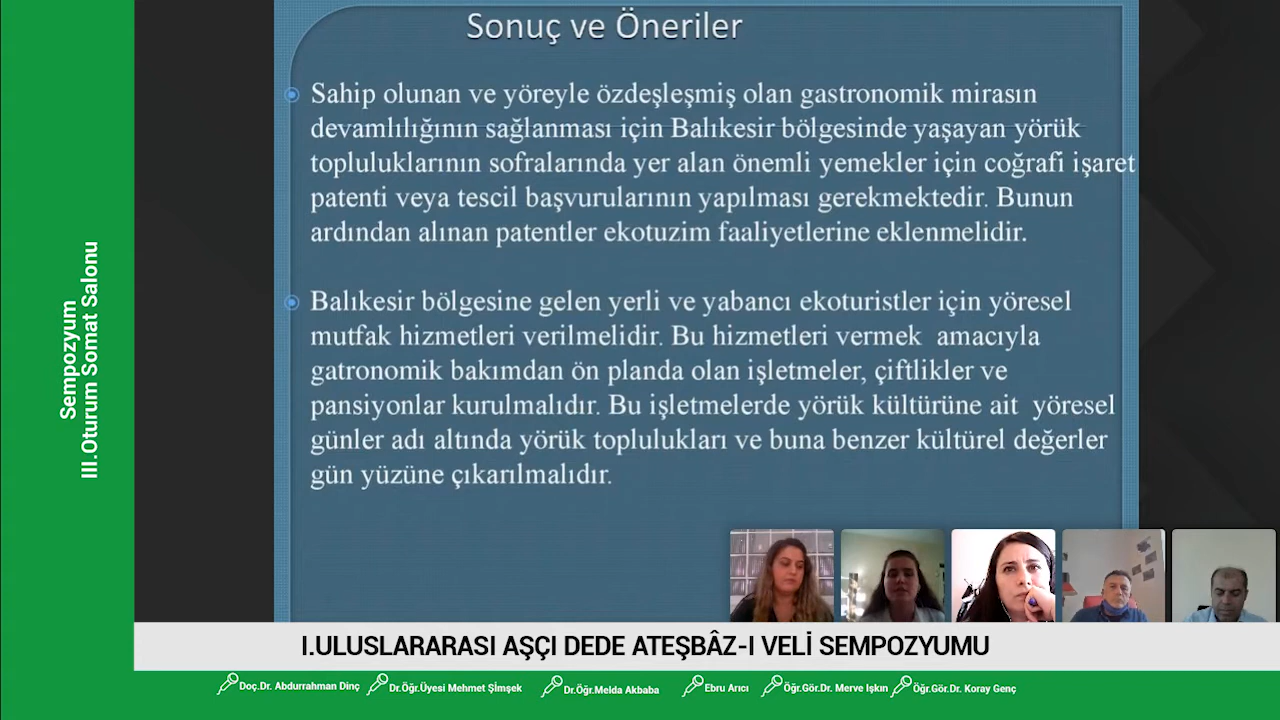 Sonuç ve Öneriler
Sahip olunan ve yöreyle özdeşleşmiş olan gastronomik mirasın
devamlılığının sağlanması için Balıkesir bölgesinde yaşayan yörük
topluluklarının sofralarında yer alan önemli yemekler için coğrafi işaret
patenti veya tescil başvurularının yapılması gerekmektedir. Bunun
ardından alınan patentler ekotuzim faaliyetlerine eklenmelidir.
Balıkesir bölgesine gelen yerli ve yabancı ekoturistler için yöresel
mutfak hizmetleri verilmelidir. Bu hizmetleri vermek amacıyla
gatronomik bakımdan ön planda olan işletmeler, çiftlikler ve
pansiyonlar kurulmalıdır. Bu işletmelerde yörük kültürüne ait yöresel
günler adı altında yörük toplulukları ve buna benzer kültürel değerler
gün yüzüne çıkarılmalıdır.
Sempozyum
III.Oturum Somat Salonu
I.ULUSLARARASI AŞÇI DEDE ATEŞBÂZ-I VELİ SEMPOZYUMU
Doç.Dr. Abdurrahman Dinç
Dr.Öğr.Üyesi Mehmet Şİmşek
Dr.Öğr.Melda Akbaba
Ebru Arıcı
Öğr.Gör.Dr. Merve Işkın
Öğr.Gör.Dr. Koray Genç